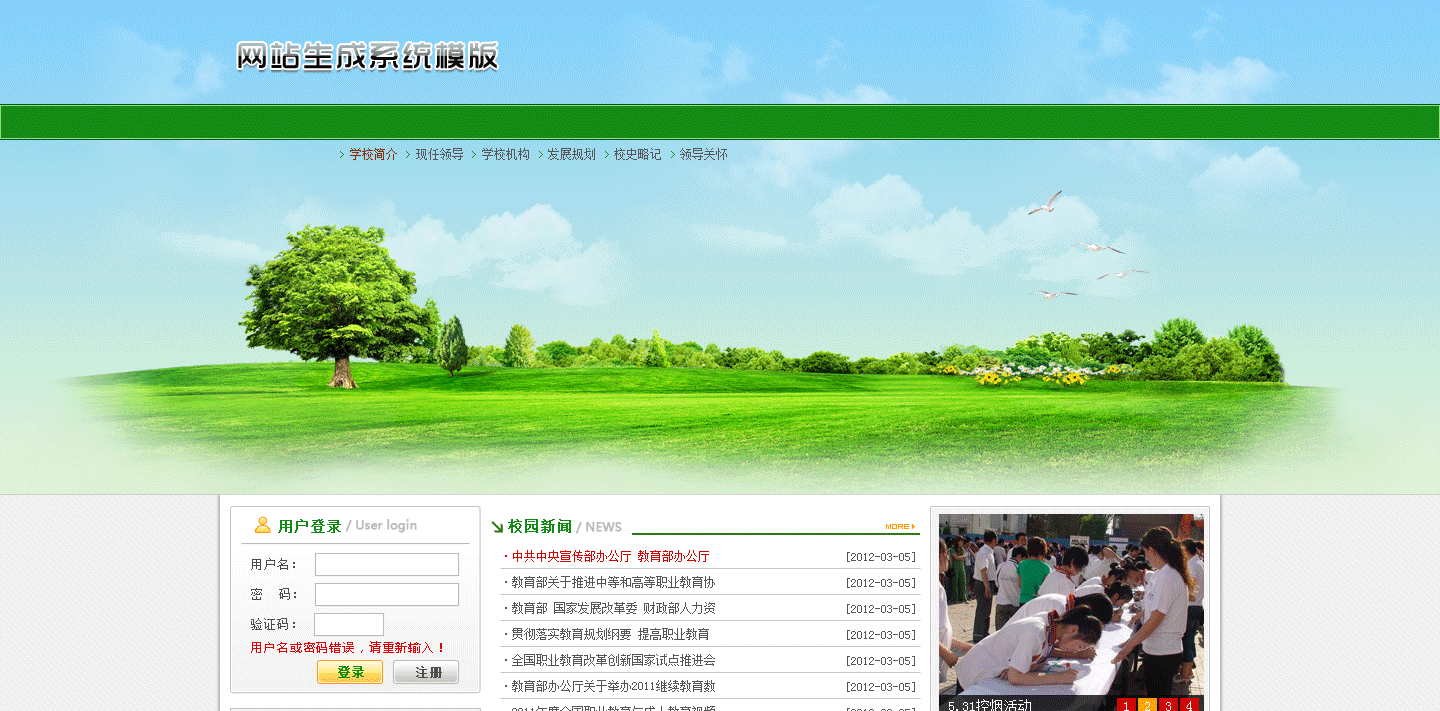 网站生成系统模版
学校简介 现任领导 学校机构 发展规划 校史略记 领导关怀
用户登录 / User login
用户名：
密 码：
验证码：
用户名或密码错误，请重新输入！
登录 注册
校园新闻 / NEWS MORE
·中共中央宣传部办公厅 教育部办公厅 [2012-03-05]
·教育部关于推进中等和高等职业教育协 [2012-03-05]
·教育部 国家发展改革委 财政部人力资 [2012-03-05]
·贯彻落实教育规划纲要 提高职业教育 [2012-03-05]
·全国职业教育改革创新国家试点推进会 [2012-03-05]
·教育部办公厅关于举办2011继续教育数 [2012-03-05]
5.31控烟活动 1 2 3 4